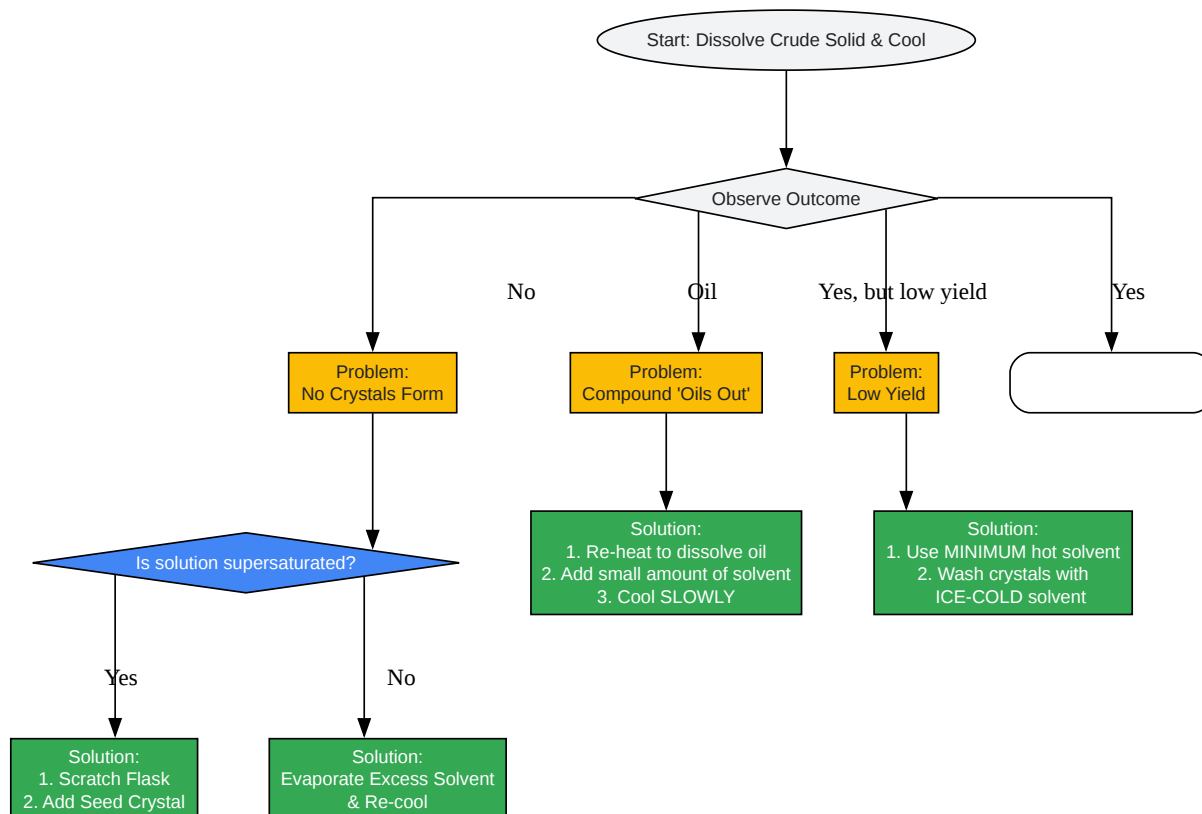 Start: Dissolve Crude Solid & Cool
Observe Outcome
No
Oil
Yes, but low yield
Yes
Problem:
No Crystals Form
Problem:
Compound 'Oils Out'
Problem:
Low Yield
Is solution supersaturated?
Solution:
1. Re-heat to dissolve oil
2. Add small amount of solvent
3. Cool SLOWLY
Solution:
1. Use MINIMUM hot solvent
2. Wash crystals with
ICE-COLD solvent
Yes
No
Solution:
1. Scratch Flask
2. Add Seed Crystal
Solution:
Evaporate Excess Solvent
& Re-cool